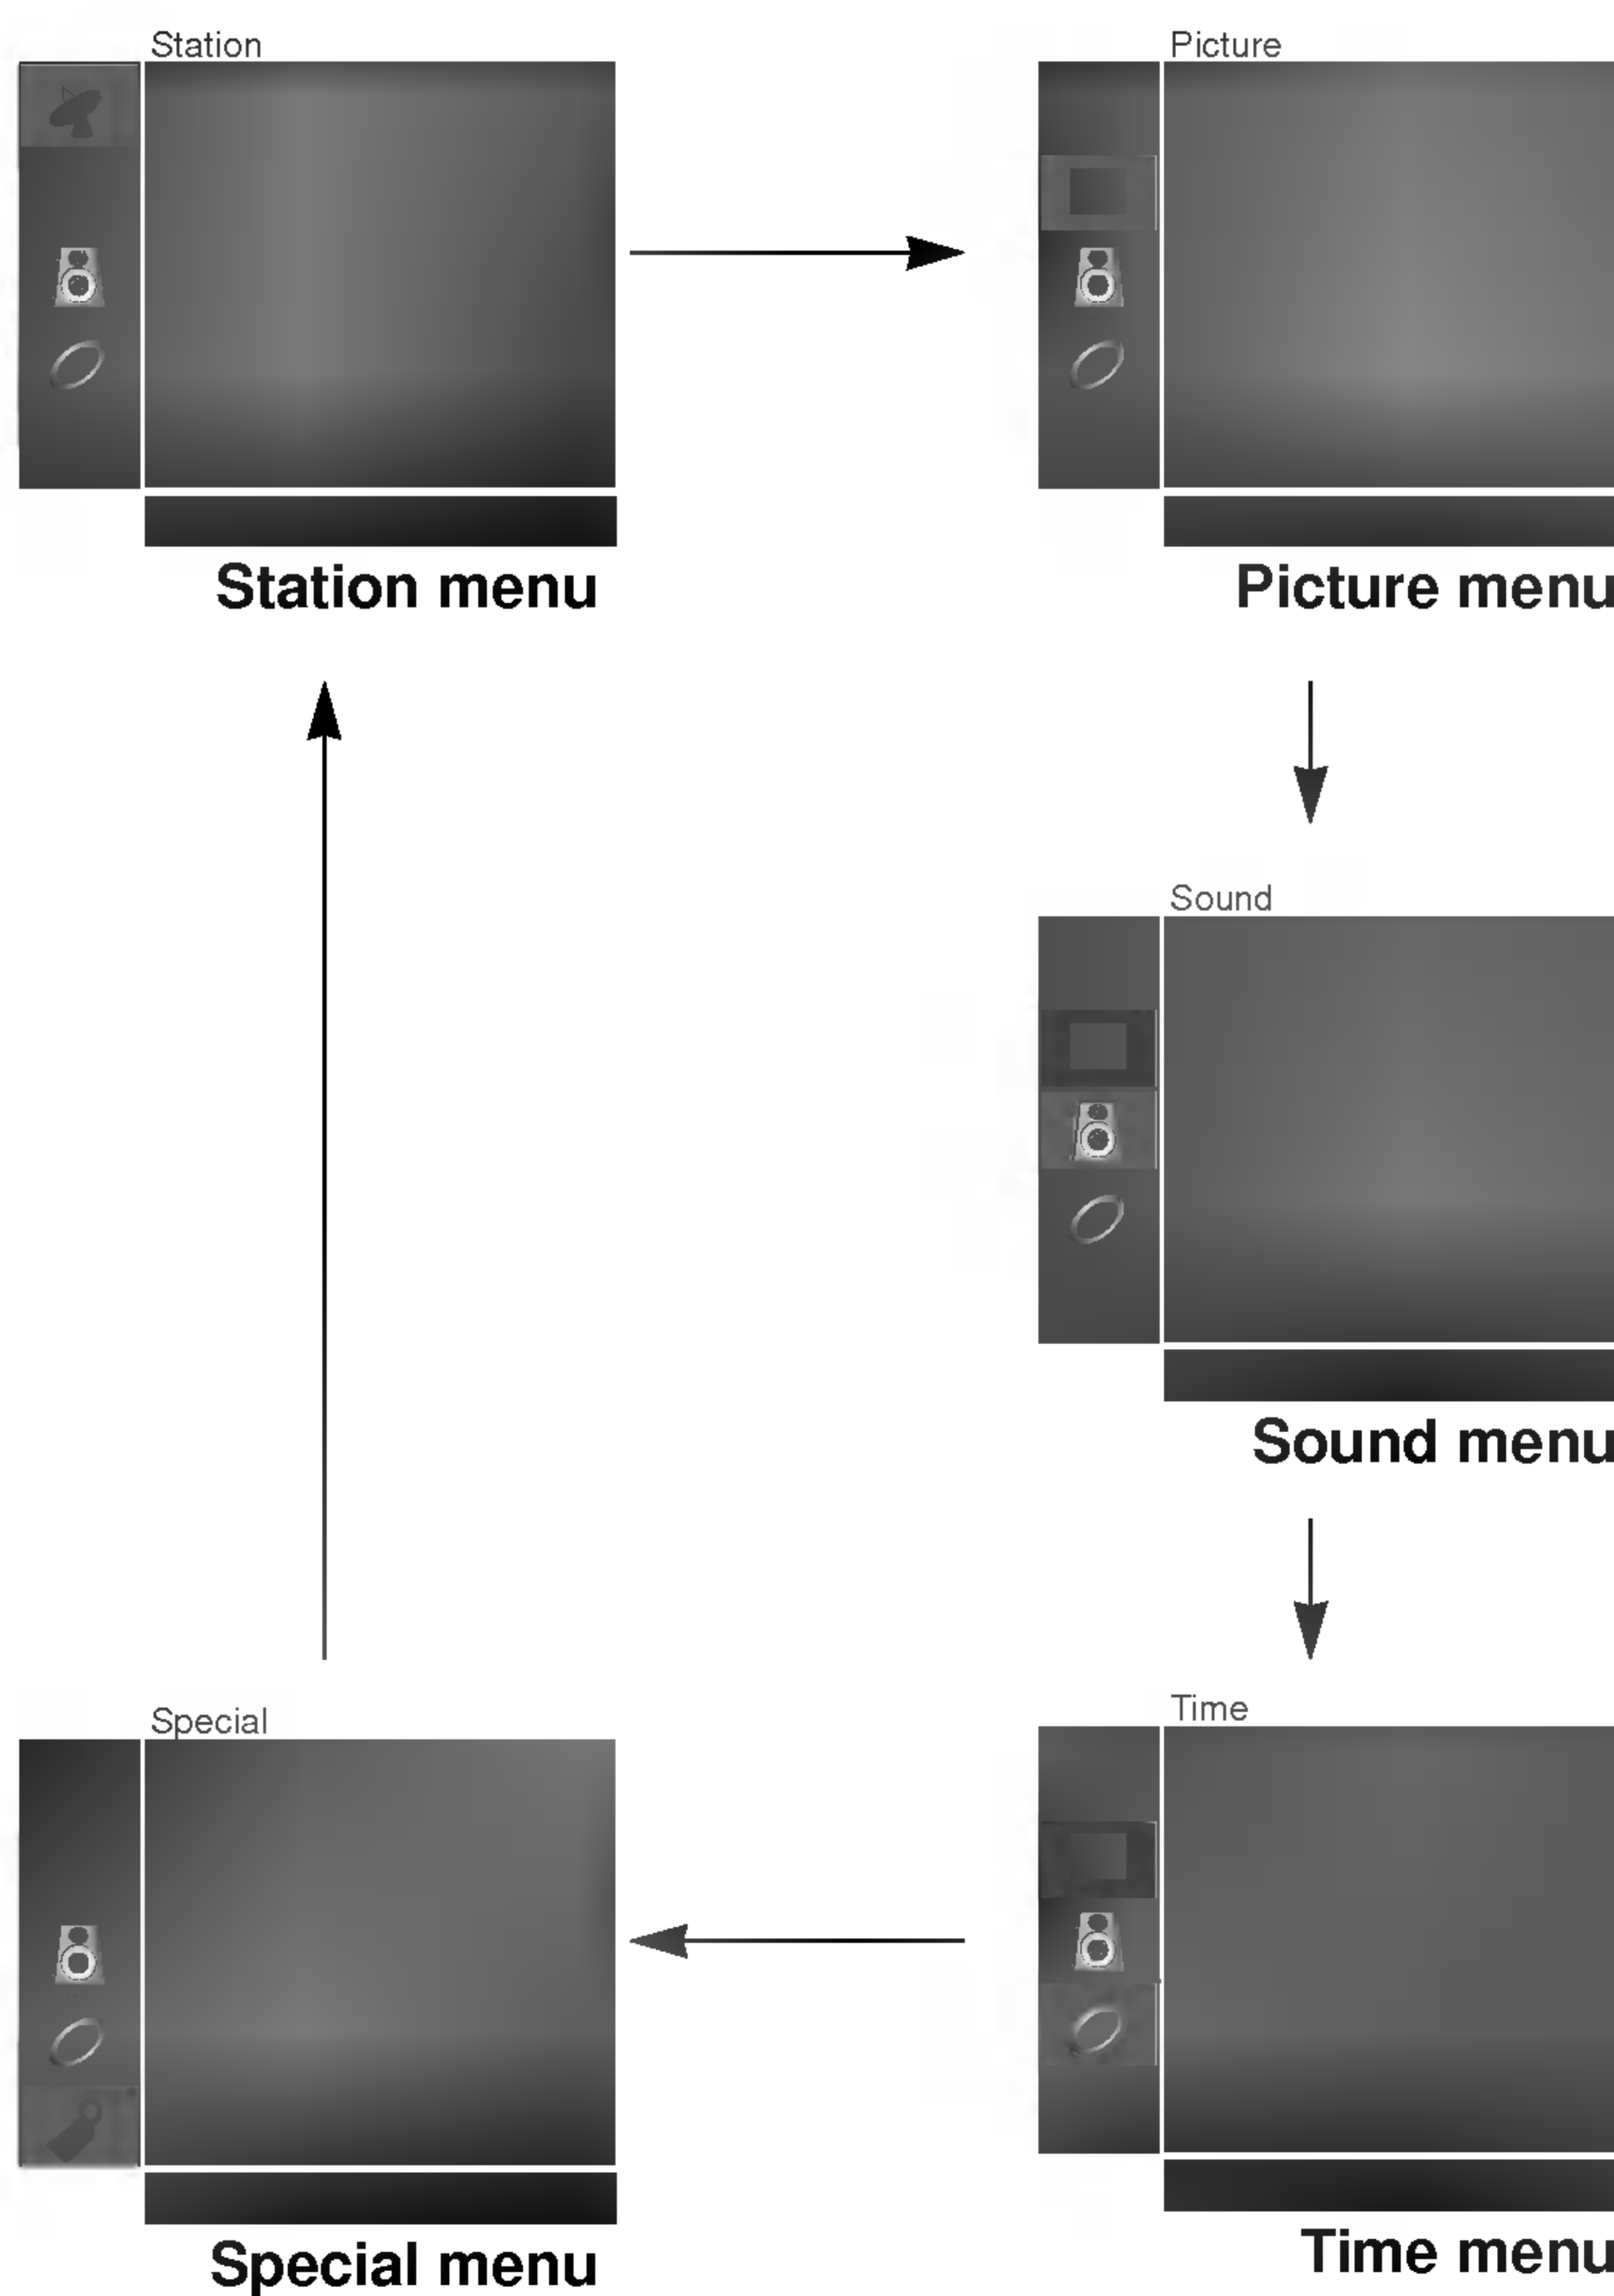 Station
Picture
Station menu
Picture menu
Sound
Sound menu
Special
Time
Special menu
Time menu